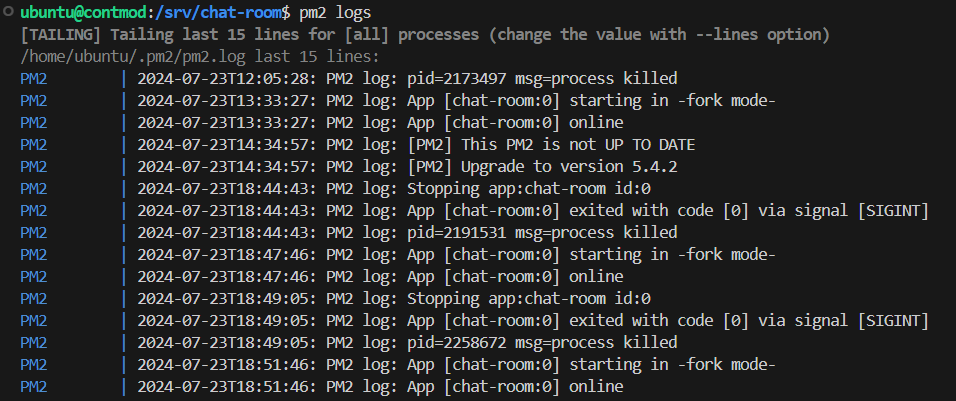 ubuntu@contmod:/srv/chat-room$ pm2 logs
[TAILING] Tailing last 15 lines for [all] processes (change the value with --lines option)
/home/ubuntu/.pm2/pm2.log last 15 lines:
PM2        | 2024-07-23T12:05:28: PM2 log: pid=2173497 msg=process killed
PM2        | 2024-07-23T13:33:27: PM2 log: App [chat-room:0] starting in -fork mode-
PM2        | 2024-07-23T13:33:27: PM2 log: App [chat-room:0] online
PM2        | 2024-07-23T14:34:57: PM2 log: [PM2] This PM2 is not UP TO DATE
PM2        | 2024-07-23T14:34:57: PM2 log: [PM2] Upgrade to version 5.4.2
PM2        | 2024-07-23T18:44:43: PM2 log: Stopping app:chat-room id:0
PM2        | 2024-07-23T18:44:43: PM2 log: App [chat-room:0] exited with code [0] via signal [SIGINT]
PM2        | 2024-07-23T18:44:43: PM2 log: pid=2191531 msg=process killed
PM2        | 2024-07-23T18:47:46: PM2 log: App [chat-room:0] starting in -fork mode-
PM2        | 2024-07-23T18:47:46: PM2 log: App [chat-room:0] online
PM2        | 2024-07-23T18:49:05: PM2 log: Stopping app:chat-room id:0
PM2        | 2024-07-23T18:49:05: PM2 log: App [chat-room:0] exited with code [0] via signal [SIGINT]
PM2        | 2024-07-23T18:49:05: PM2 log: pid=2258672 msg=process killed
PM2        | 2024-07-23T18:51:46: PM2 log: App [chat-room:0] starting in -fork mode-
PM2        | 2024-07-23T18:51:46: PM2 log: App [chat-room:0] online